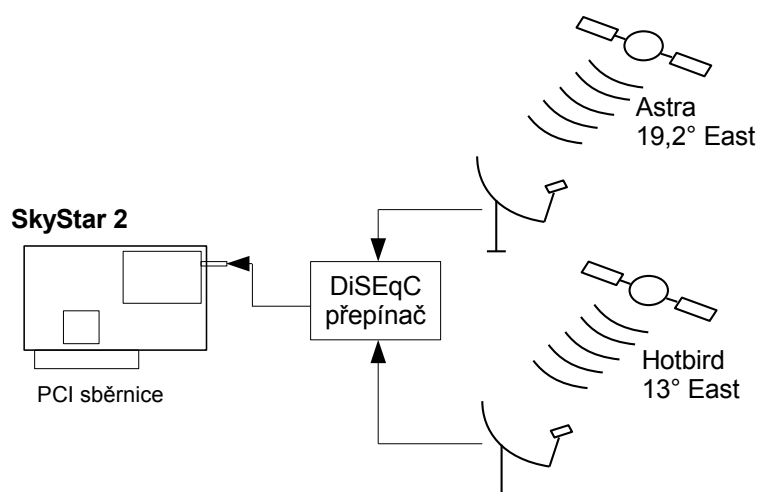 Astra
19,2° East
SkyStar 2
DiSEqC
přepínač
PCI sběrnice
Hotbird
13° East